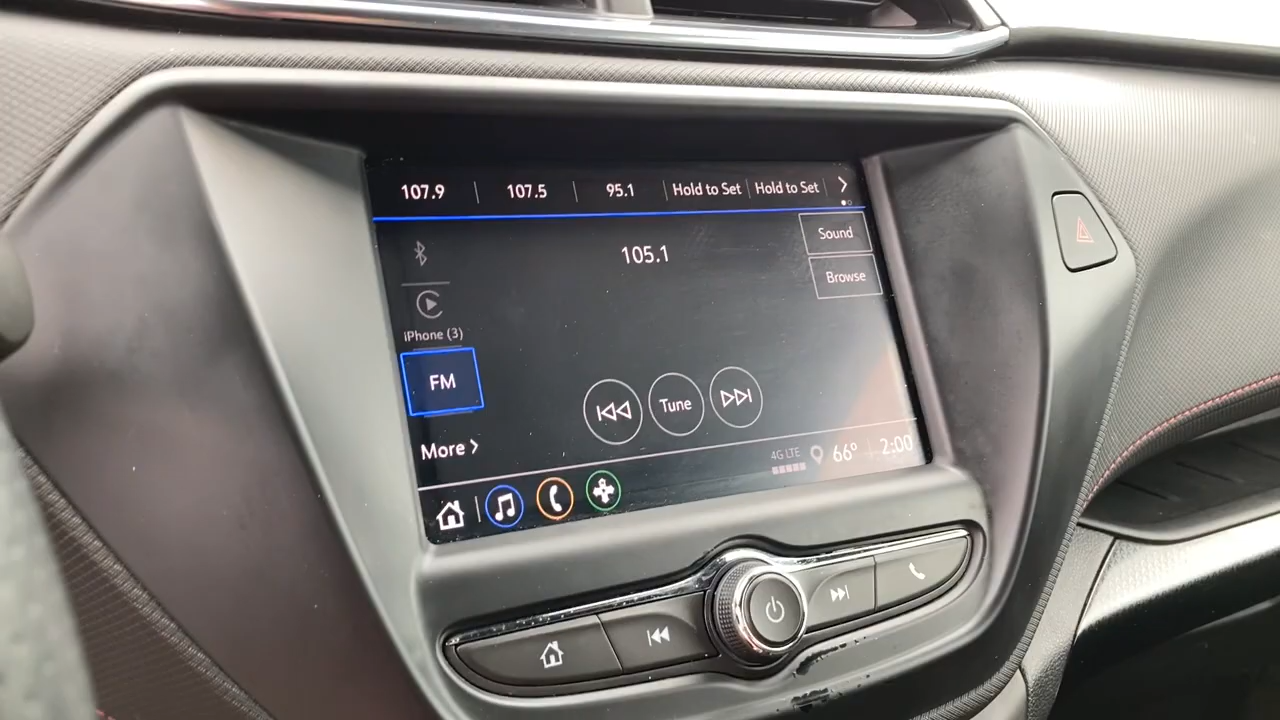 107.9 107.5 95.1 Hold to Set Hold to Set
Sound
105.1
Browse
iPhone (3)
FM
Tune
More
4G LTE 66° 2:00